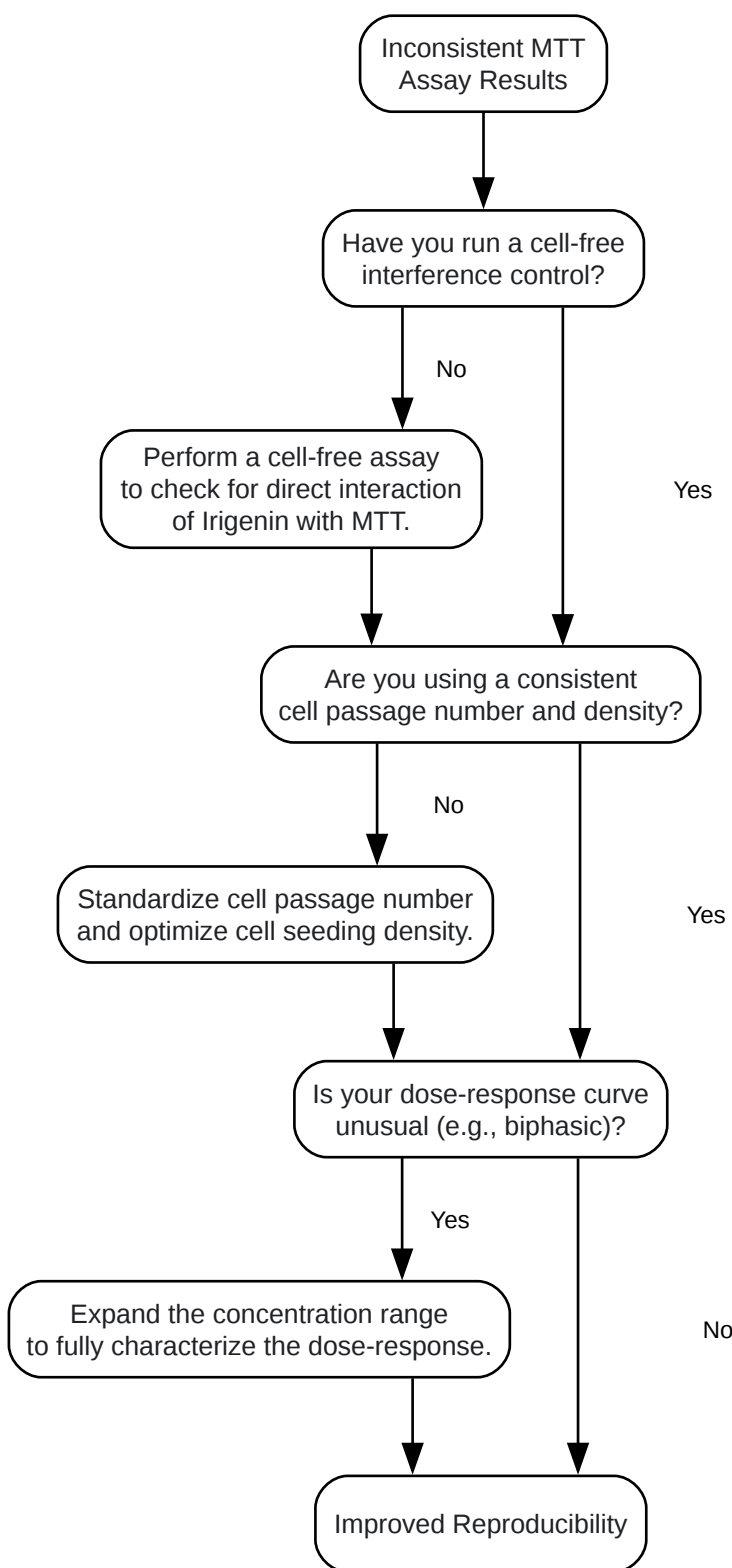 Inconsistent MTT
Assay Results
Have you run a cell-free
interference control?
No
Perform a cell-free assay
to check for direct interaction
of Irigenin with MTT.
Yes
Are you using a consistent
cell passage number and density?
No
Standardize cell passage number
and optimize cell seeding density.
Yes
Is your dose-response curve
unusual (e.g., biphasic)?
Yes
Expand the concentration range
to fully characterize the dose-response.
No
Improved Reproducibility